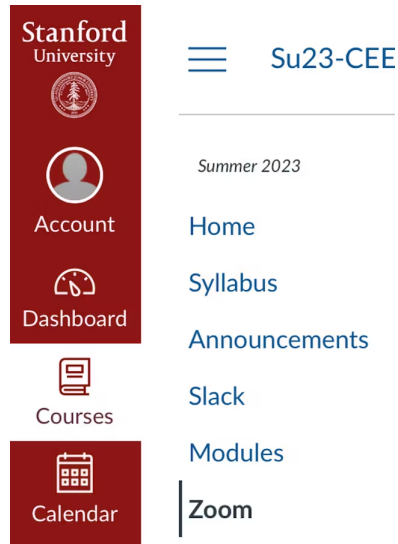 Stanford
University
Account
Dashboard
Courses
Calendar
Su23-CEE
Summer 2023
Home
Syllabus
Announcements
Slack
Modules
Zoom